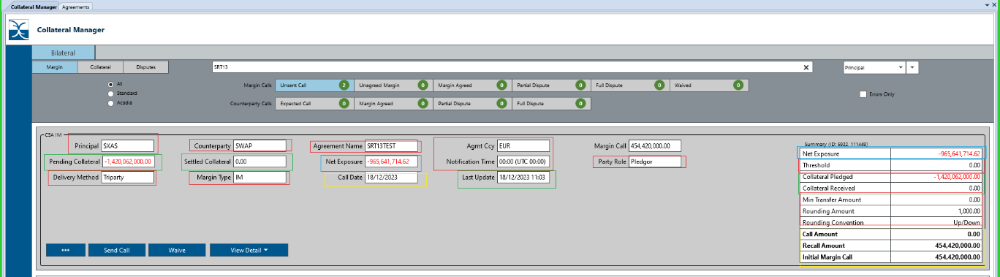 Collateral Manager Agreements
Collateral Manager
Bilateral
Margin Collateral Disputes SRT13 Principal
All Margin Calls Unsent Call 2 Unagreed Margin 0 Margin Agreed 0 Partial Dispute 0 Full Dispute 0 Waived 0
Standard Errors Only
Acadia Counterparty Calls Expected Call 0 Margin Agreed 0 Partial Dispute 0 Full Dispute 0
CSA IM
Principal SXAS Counterparty SWAP Agreement Name SRT13TEST Agmt Ccy EUR Margin Call 454,420,000.00
Pending Collateral -1,420,062,000.00 Settled Collateral 0.00 Net Exposure -965,641,714.62 Notification Time 00:00 (UTC 00:00) Party Role Pledgor
Delivery Method Triparty Margin Type IM Call Date 18/12/2023 Last Update 18/12/2023 11:03
Summary (ID: 5922, 111449)
Net Exposure -965,641,714.62
Threshold 0.00
Collateral Pledged -1,420,062,000.00
Collateral Received 0.00
Min Transfer Amount 0.00
Rounding Amount 1,000.00
Rounding Convention Up/Down
Call Amount 0.00
Recall Amount 454,420,000.00
Initial Margin Call 454,420,000.00
••• Send Call Waive View Detail